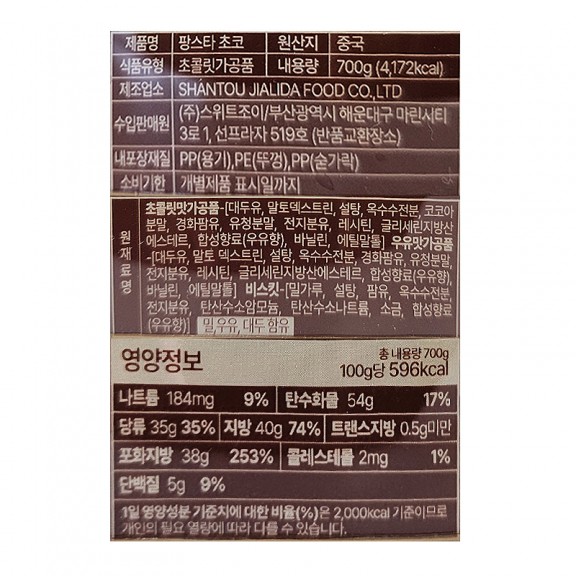 제품명 팡스타 초코 원산지 중국
식품유형 초콜릿가공품 내용량 700g (4,172kcal)
제조업소 SHANTOU JIALIDA FOOD CO.,LTD
수입판매원 (주)스위트조이/부산광역시 해운대구 마린시티
3로 1, 선프라자 519호 (반품교환장소)
내포장재질 PP(용기),PE(뚜껑),PP(숟가락)
소비기한 개별제품 표시일까지
원재료명 초콜릿맛가공품-[대두유, 말토덱스트린, 설탕, 옥수수전분, 코코아
분말, 경화팜유, 유청분말, 전지분유, 레시틴, 글리세린지방산
에스테르, 합성향료(우유향), 바닐린, 에틸말톨] 우유맛가공품
-[대두유, 말토 덱스트린, 설탕, 옥수수전분, 경화팜유, 유청분말,
전지분유, 레시틴, 글리세린지방산에스테르, 합성향료(우유향),
바닐린, 에틸말톨] 비스킷-[밀가루, 설탕, 팜유, 옥수수전분,
전지분유, 탄산수소암모늄, 탄산수소나트륨, 소금, 합성향료
(우유향)] 밀,우유, 대두 함유
영양정보 총 내용량 700g
100g당 596kcal
나트륨 184mg 9% 탄수화물 54g 17%
당류 35g 35% 지방 40g 74% 트랜스지방 0.5g미만
포화지방 38g 253% 콜레스테롤 2mg 1%
단백질 5g 9%
1일 영양성분 기준치에 대한 비율(%)은 2,000kcal 기준이므로
개인의 필요 열량에 따라 다를 수 있습니다.